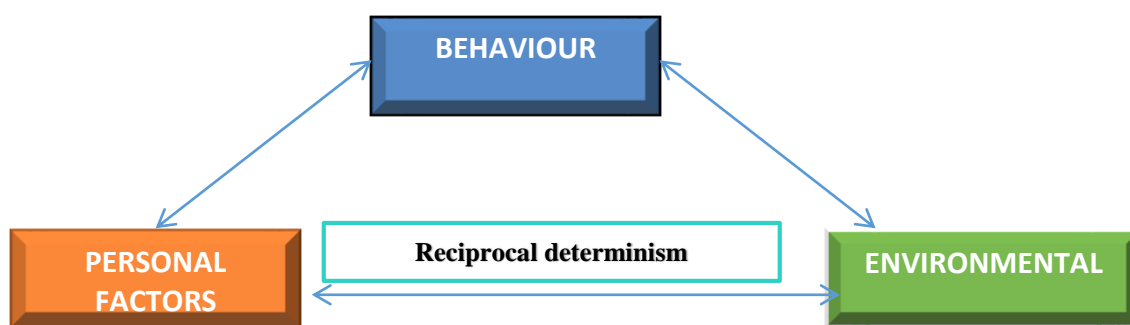 BEHAVIOUR
Reciprocal determinism
PERSONAL
FACTORS
ENVIRONMENTAL